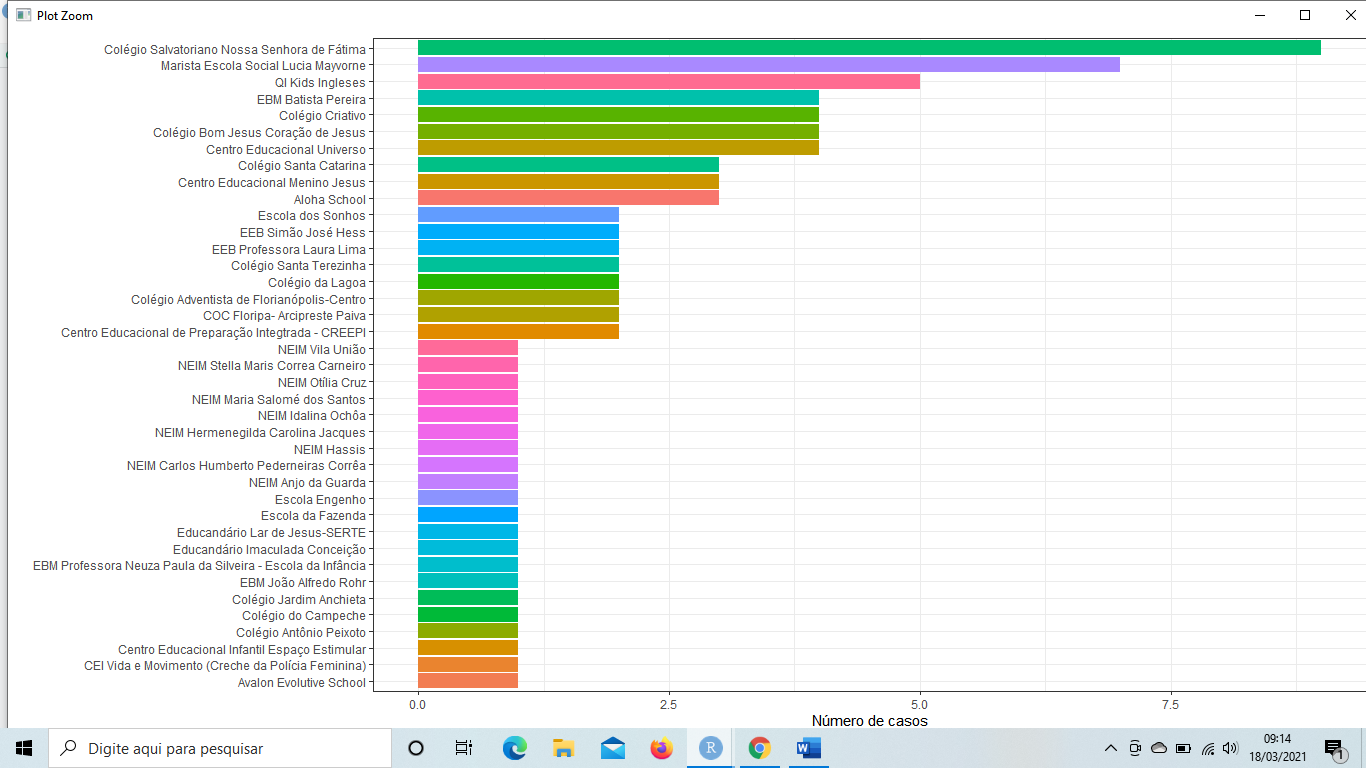 Plot Zoom
Colégio Salvatoriano Nossa Senhora de Fátima
Marista Escola Social Lucia Mayvorne
QI Kids Ingleses
EBM Batista Pereira
Colégio Criativo
Colégio Bom Jesus Coração de Jesus
Centro Educacional Universo
Colégio Santa Catarina
Centro Educacional Menino Jesus
Aloha School
Escola dos Sonhos
EEB Simão José Hess
EEB Professora Laura Lima
Colégio Santa Terezinha
Colégio da Lagoa
Colégio Adventista de Florianópolis-Centro
COC Floripa- Arcipreste Paiva
Centro Educacional de Preparação Integtrada - CREEPI
NEIM Vila União
NEIM Stella Maris Correa Carneiro
NEIM Otília Cruz
NEIM Maria Salomé dos Santos
NEIM Idalina Ochôa
NEIM Hermenegilda Carolina Jacques
NEIM Hassis
NEIM Carlos Humberto Pederneiras Corrêa
NEIM Anjo da Guarda
Escola Engenho
Escola da Fazenda
Educandário Lar de Jesus-SERTE
Educandário Imaculada Conceição
EBM Professora Neuza Paula da Silveira - Escola da Infância
EBM João Alfredo Rohr
Colégio Jardim Anchieta
Colégio do Campeche
Colégio Antônio Peixoto
Centro Educacional Infantil Espaço Estimular
CEI Vida e Movimento (Creche da Polícia Feminina)
Avalon Evolutive School
0.0 2.5 5.0 7.5
Número de casos
Digite aqui para pesquisar
R
W
09:14
18/03/2021
1